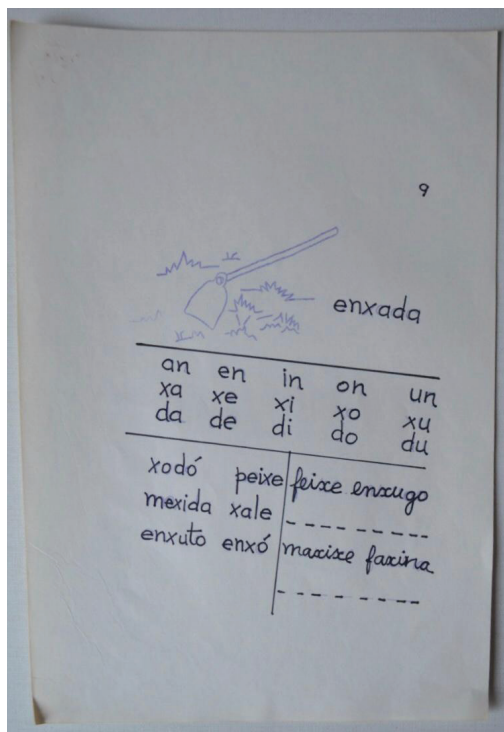 9
enxada
an en in on un
xa xe xi xo xu
da de di do du
xodó peixe
mexida xale
enxuto enxó
feixe enxugo
maxixe faxina